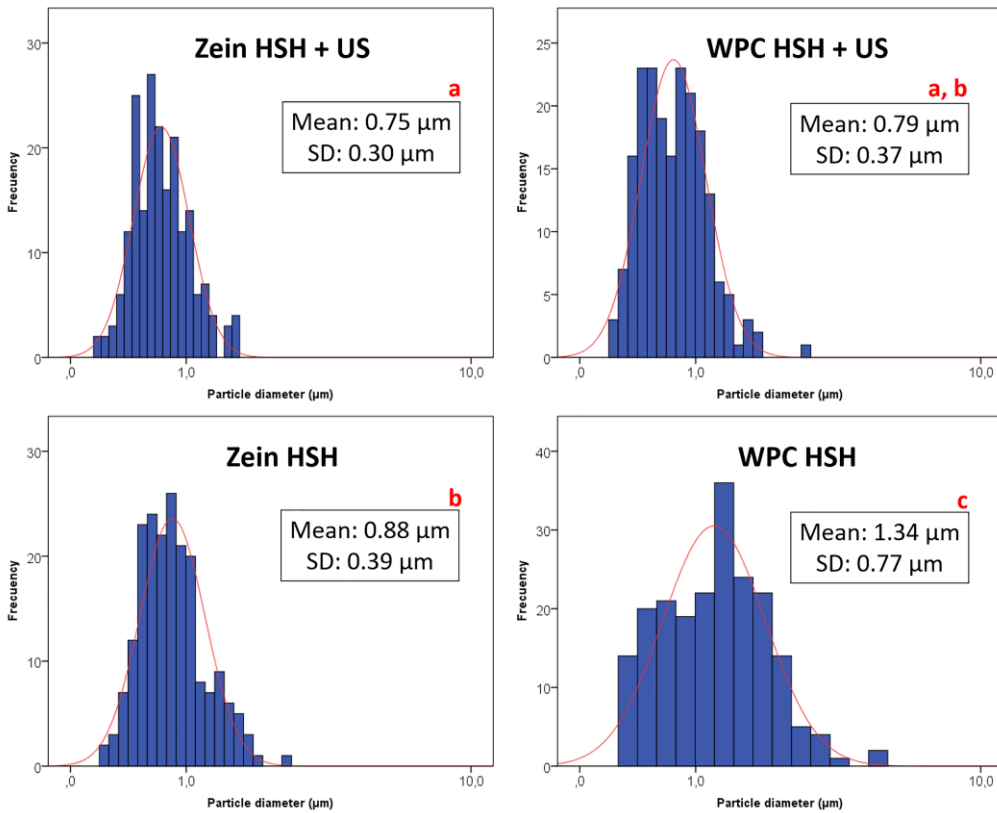 Zein HSH + US
a
Mean: 0.75 µm
SD: 0.30 µm
Frecuency
30
20
10
0
,0
1,0
10,0
Particle diameter (µm)
WPC HSH + US
a, b
Mean: 0.79 µm
SD: 0.37 µm
Frecuency
25
20
15
10
5
0
,0
1,0
10,0
Particle diameter (µm)
Zein HSH
b
Mean: 0.88 µm
SD: 0.39 µm
Frecuency
30
20
10
0
,0
1,0
10,0
Particle diameter (µm)
WPC HSH
c
Mean: 1.34 µm
SD: 0.77 µm
Frecuency
40
30
20
10
0
,0
1,0
10,0
Particle diameter (µm)